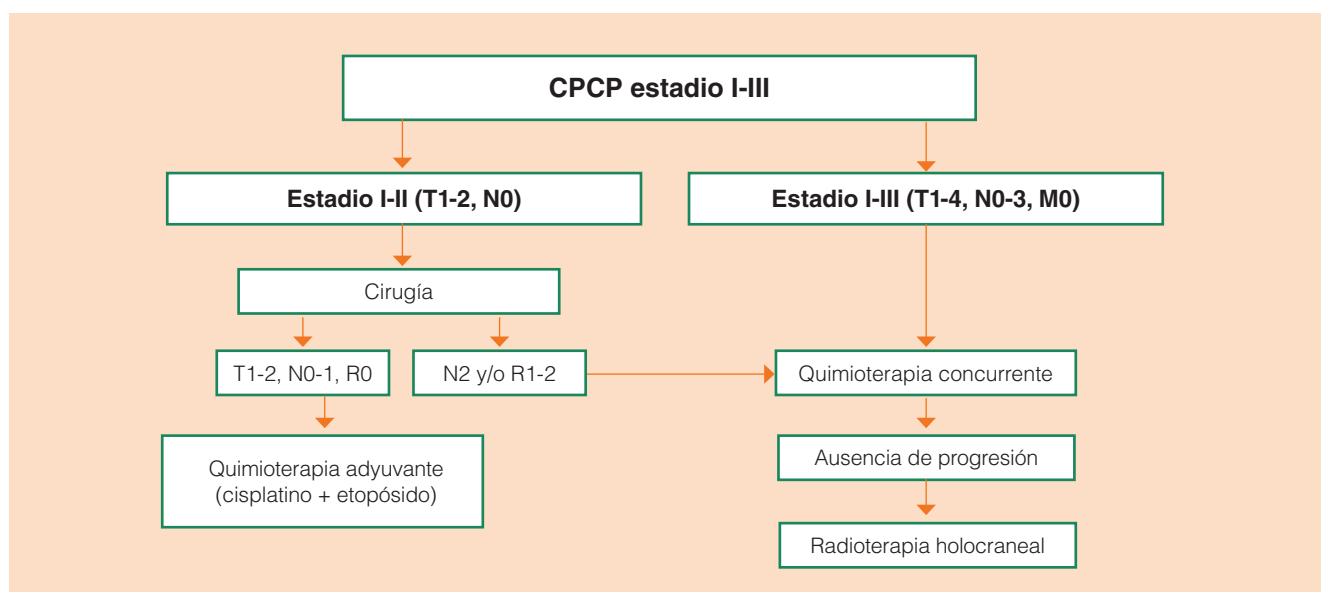 CPCP estadio I-III
Estadio I-II (T1-2, N0)
Estadio I-III (T1-4, N0-3, M0)
Cirugía
T1-2, N0-1, R0
N2 y/o R1-2
Quimioterapia concurrente
Quimioterapia adyuvante
(cisplatino + etopósido)
Ausencia de progresión
Radioterapia holocraneal